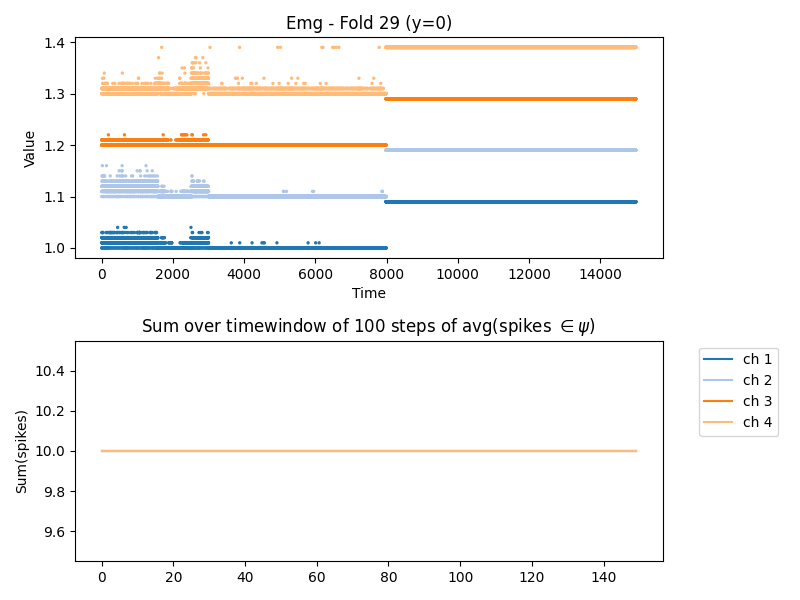 Emg - Fold 29 (y=0)
Value
1.4
1.3
1.2
1.1
1.0
0 2000 4000 6000 8000 10000 12000 14000
Time
Sum over timewindow of 100 steps of avg(spikes ∈ψ)
Sum(spikes)
10.4
10.2
10.0
9.8
9.6
0 20 40 60 80 100 120 140
ch 1
ch 2
ch 3
ch 4